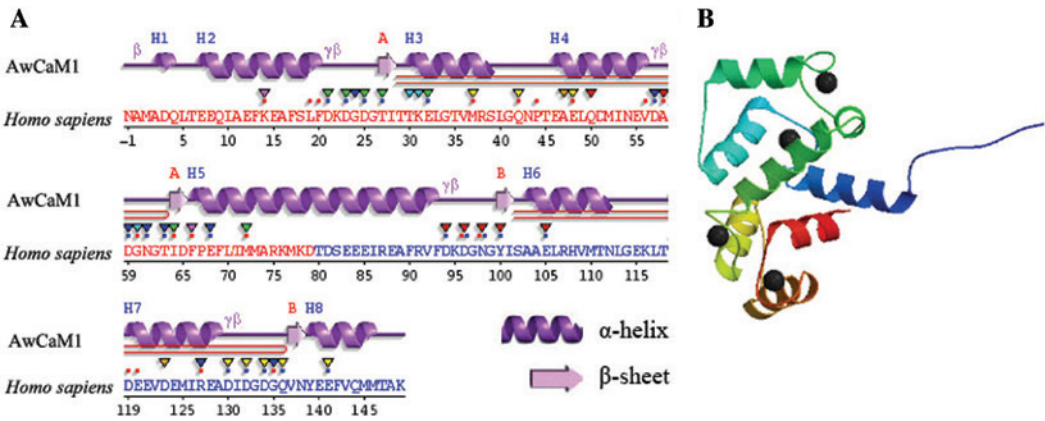 A
B
β H1 H2 γβ A H3 H4 γβ
AwCaM1
Homo sapiens NAMADQLTEEQIAEFKEAFSLFDKDGDGTITTKELGTVMRSLGQNPTEAELQDMINEVDA
-1 5 10 15 20 25 30 35 40 45 50 55
A H5 γβ B H6
AwCaM1
Homo sapiens DGNGTIDFPEFLTMMARKMKDTDSEEEIREAFRVFDKDGNGYISAAELRHVMTNLGEKLT
59 65 70 75 80 85 90 95 100 105 110 115
H7 γβ B H8
AwCaM1
Homo sapiens DEEVDEMIREADIDGDGQVNYEEFVQMMTAK
119 125 130 135 140 145
α-helix
β-sheet